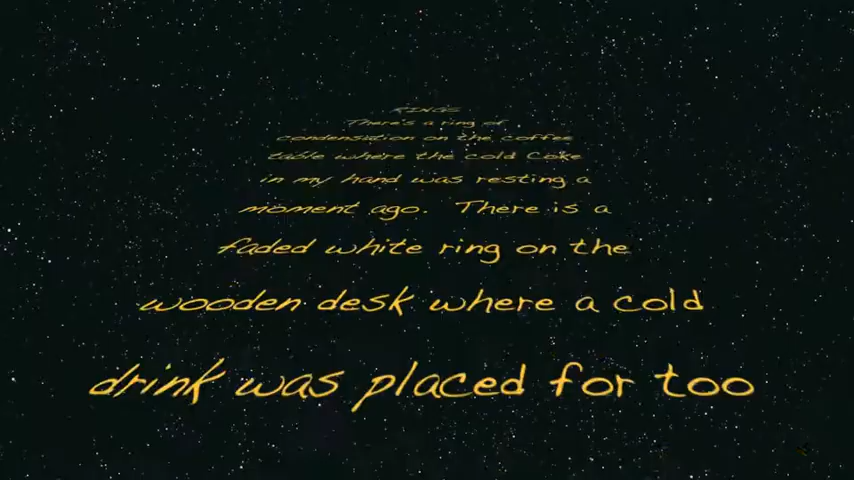 RINGS
There's a ring of
condensation on the coffee
table where the cold Coke
in my hand was resting a
moment ago. There is a
faded white ring on the
wooden desk where a cold
drink was placed for too